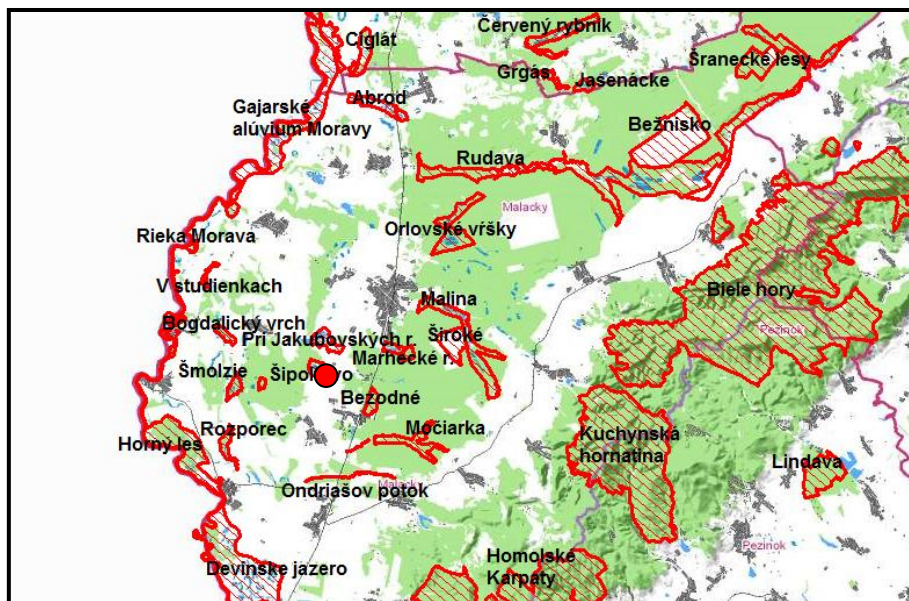 Ciglát
Červený rybník
Šranecké lesy
Grgás
Jasenácke
Abrod
Gajarské
alúvium Moravy
Bežnisko
Rudava
Malacky
Orlovské vŕšky
Rieka Morava
V studienkach
Malina
Biele hory
Bogdalický vrch
Pri Jakubovských r.
Široké
Pezinok
Marhecké r.
Šmolzie
Bezodné
Rozporec
Močiarka
Horný les
Kuchynská
hornatina
Lindava
Ondriašov potok
Malacky
Pezinok
Devínske jazero
Homolské
Karpaty